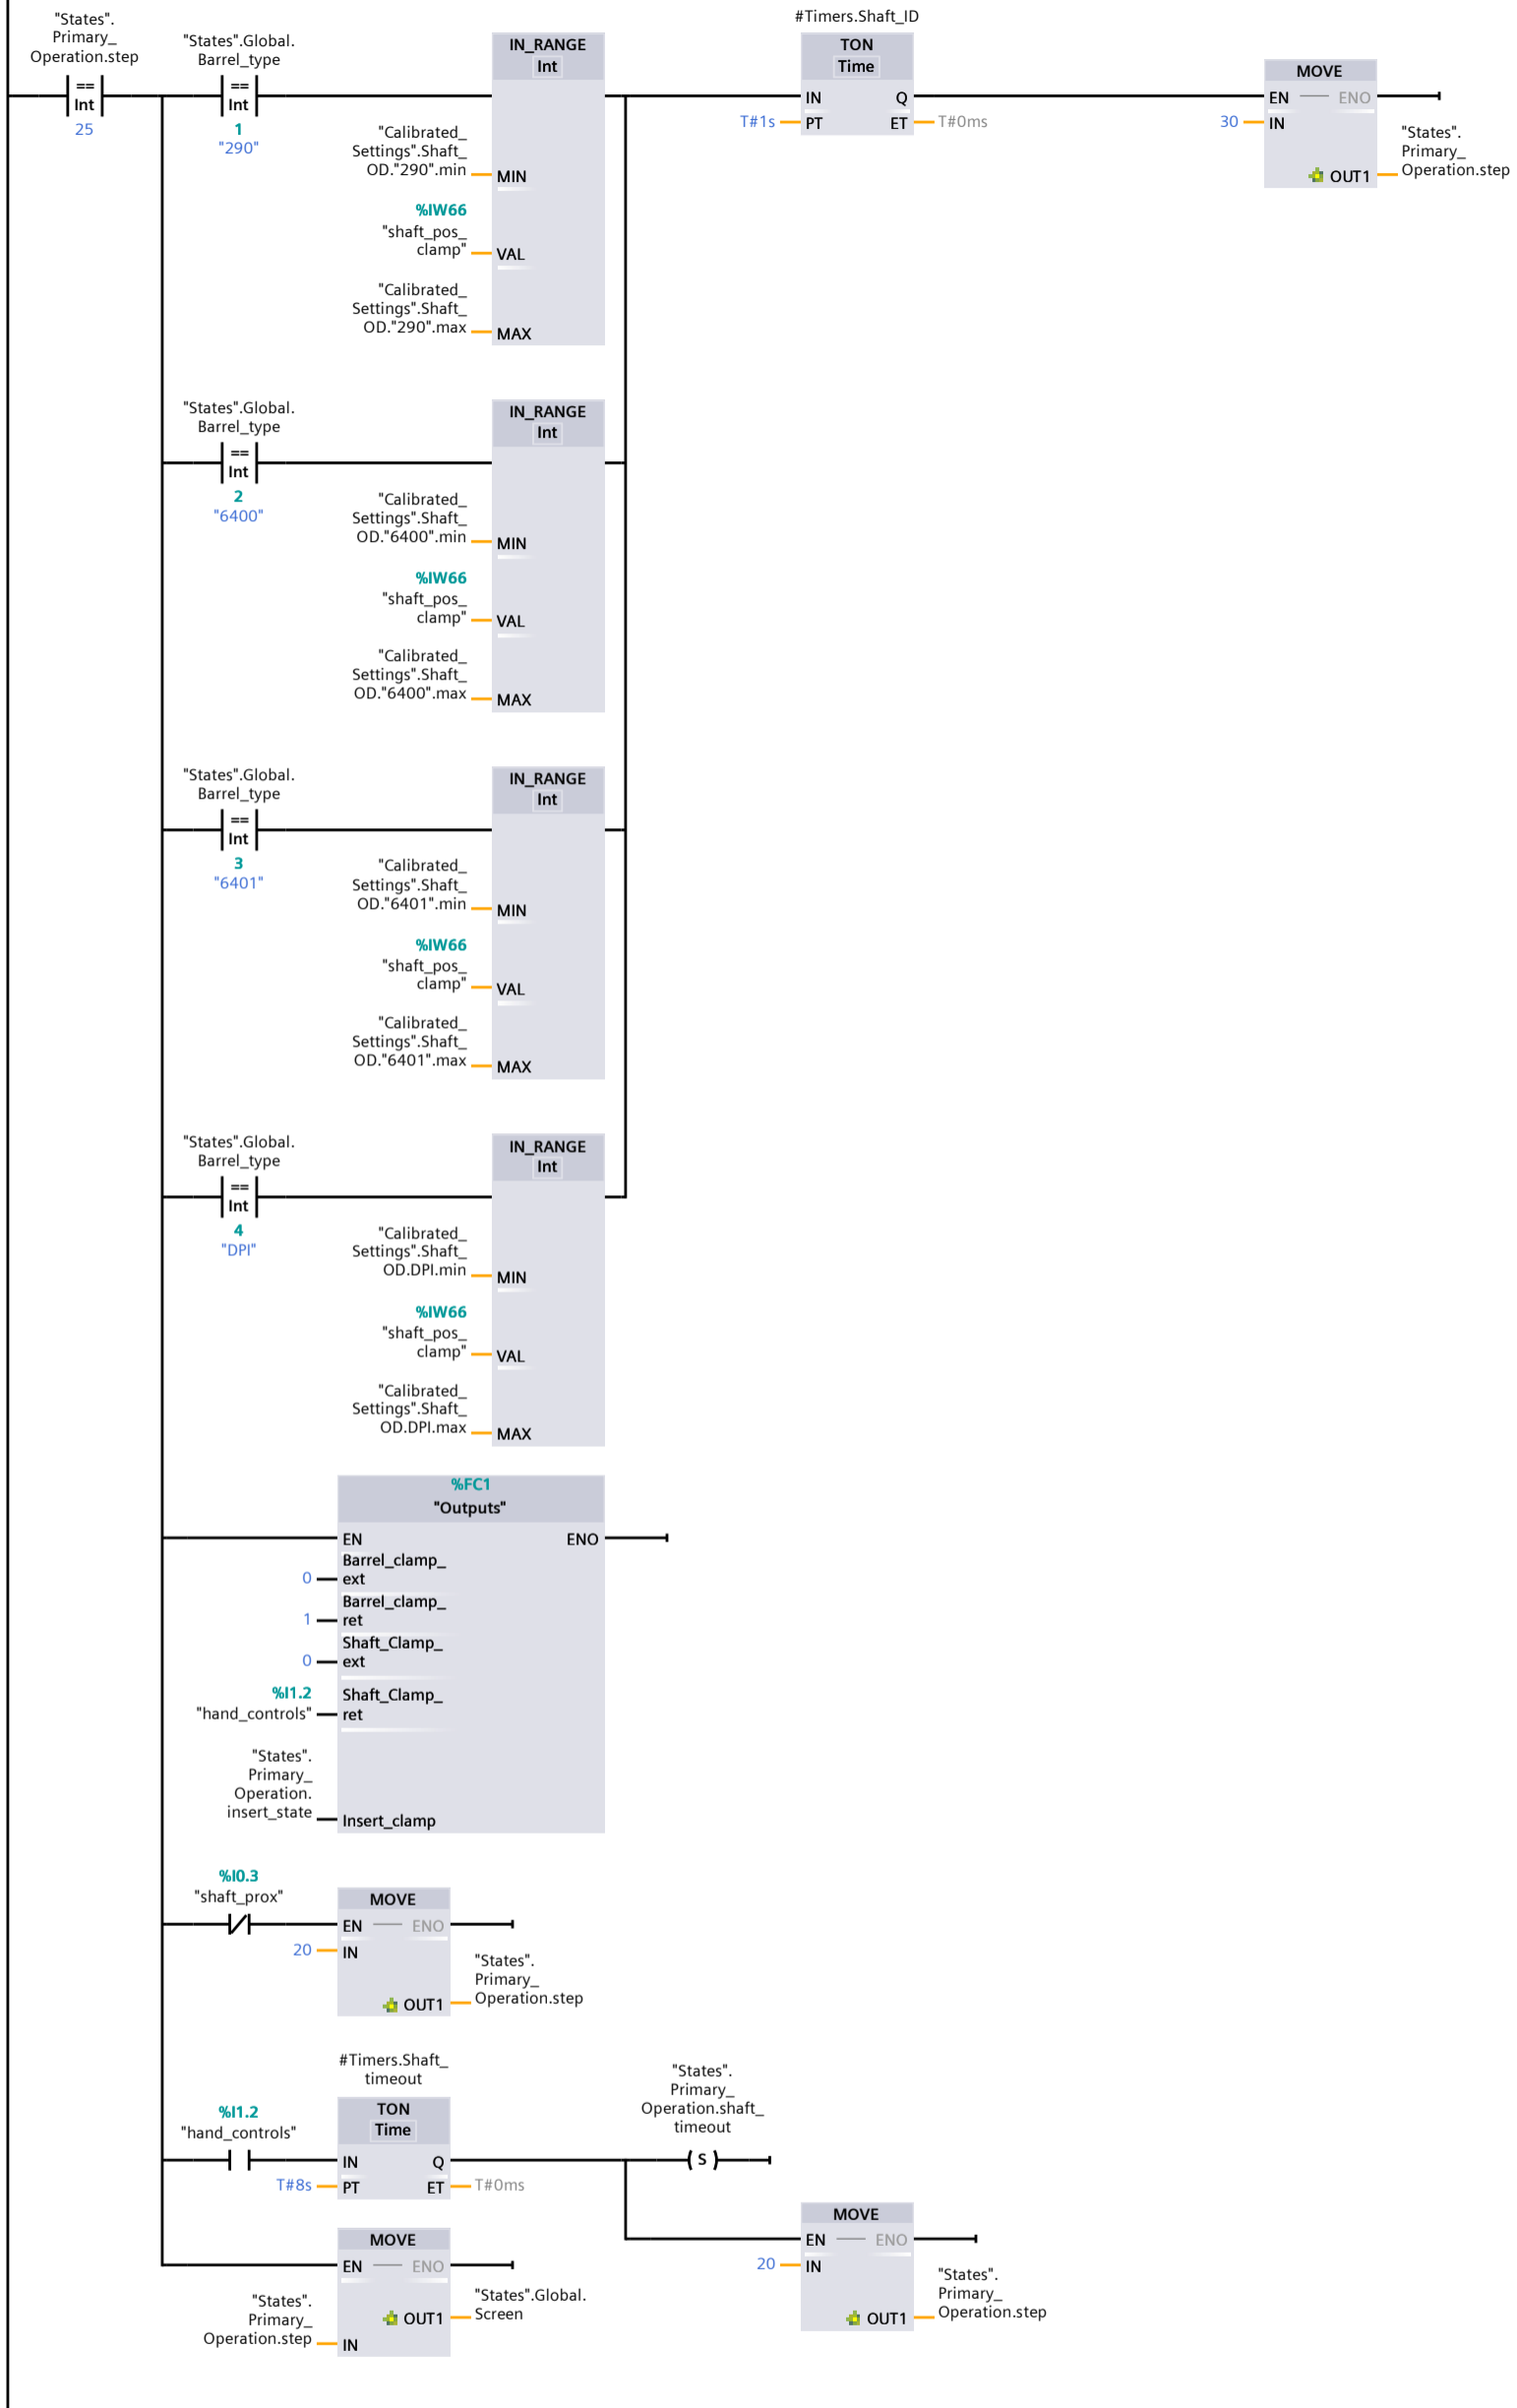 "States".
Primary_
Operation.step
==
Int
25
"States".Global.
Barrel_type
==
Int
1
"290"
IN_RANGE
Int
"Calibrated_
Settings".Shaft_
OD."290".min
MIN
%IW66
"shaft_pos_
clamp"
VAL
"Calibrated_
Settings".Shaft_
OD."290".max
MAX
#Timers.Shaft_ID
TON
Time
IN Q
T#1s PT ET T#0ms
MOVE
EN ENO
30 IN
OUT1
"States".
Primary_
Operation.step
"States".Global.
Barrel_type
==
Int
2
"6400"
IN_RANGE
Int
"Calibrated_
Settings".Shaft_
OD."6400".min
MIN
%IW66
"shaft_pos_
clamp"
VAL
"Calibrated_
Settings".Shaft_
OD."6400".max
MAX
"States".Global.
Barrel_type
==
Int
3
"6401"
IN_RANGE
Int
"Calibrated_
Settings".Shaft_
OD."6401".min
MIN
%IW66
"shaft_pos_
clamp"
VAL
"Calibrated_
Settings".Shaft_
OD."6401".max
MAX
"States".Global.
Barrel_type
==
Int
4
"DPI"
IN_RANGE
Int
"Calibrated_
Settings".Shaft_
OD.DPI.min
MIN
%IW66
"shaft_pos_
clamp"
VAL
"Calibrated_
Settings".Shaft_
OD.DPI.max
MAX
%FC1
"Outputs"
EN ENO
Barrel_clamp_
0 ext
Barrel_clamp_
1 ret
Shaft_Clamp_
0 ext
%I1.2
"hand_controls"
Shaft_Clamp_
ret
"States".
Primary_
Operation.
insert_state
Insert_clamp
%I0.3
"shaft_prox"
MOVE
EN ENO
20 IN
OUT1
"States".
Primary_
Operation.step
%I1.2
"hand_controls"
#Timers.Shaft_
timeout
TON
Time
IN Q
T#8s PT ET T#0ms
"States".
Primary_
Operation.shaft_
timeout
S
MOVE
EN ENO
20 IN
OUT1
"States".
Primary_
Operation.step
MOVE
EN ENO
"States".
Primary_
Operation.step
IN
OUT1
"States".Global.
Screen